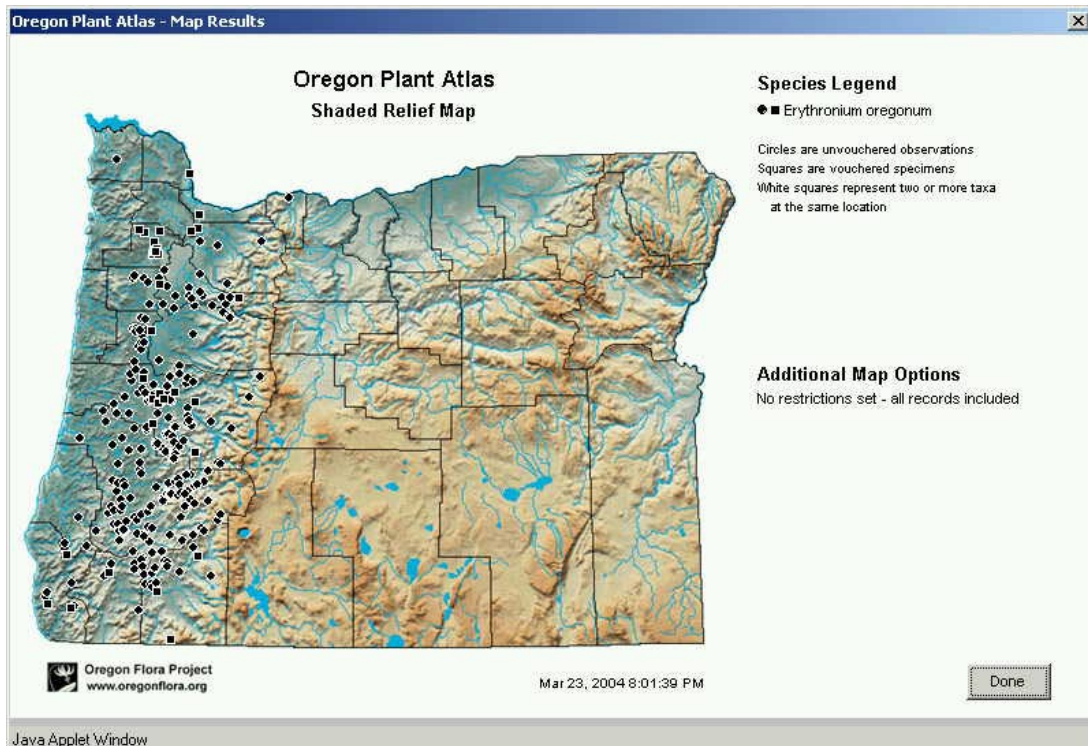 Oregon Plant Atlas - Map Results
Oregon Plant Atlas
Shaded Relief Map
Species Legend
Erythronium oregonum
Circles are unvouchered observations
Squares are vouchered specimens
White squares represent two or more taxa
at the same location
Additional Map Options
No restrictions set - all records included
Oregon Flora Project
www.oregonflora.org
Mar 23, 2004 8:01:39 PM
Done
Java Applet Window